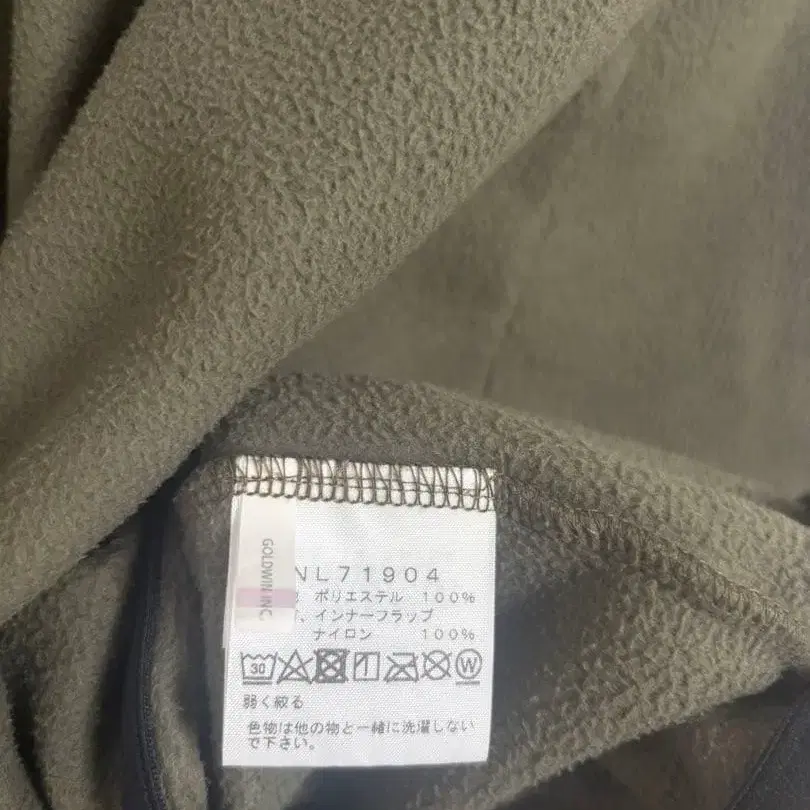 GOLDWIN INC.
NL71904
ポリエステル 100%
、インナーフラップ
ナイロン 100%
30
W
弱く絞る
色物は他の物と一緒に洗濯しない
で下さい。